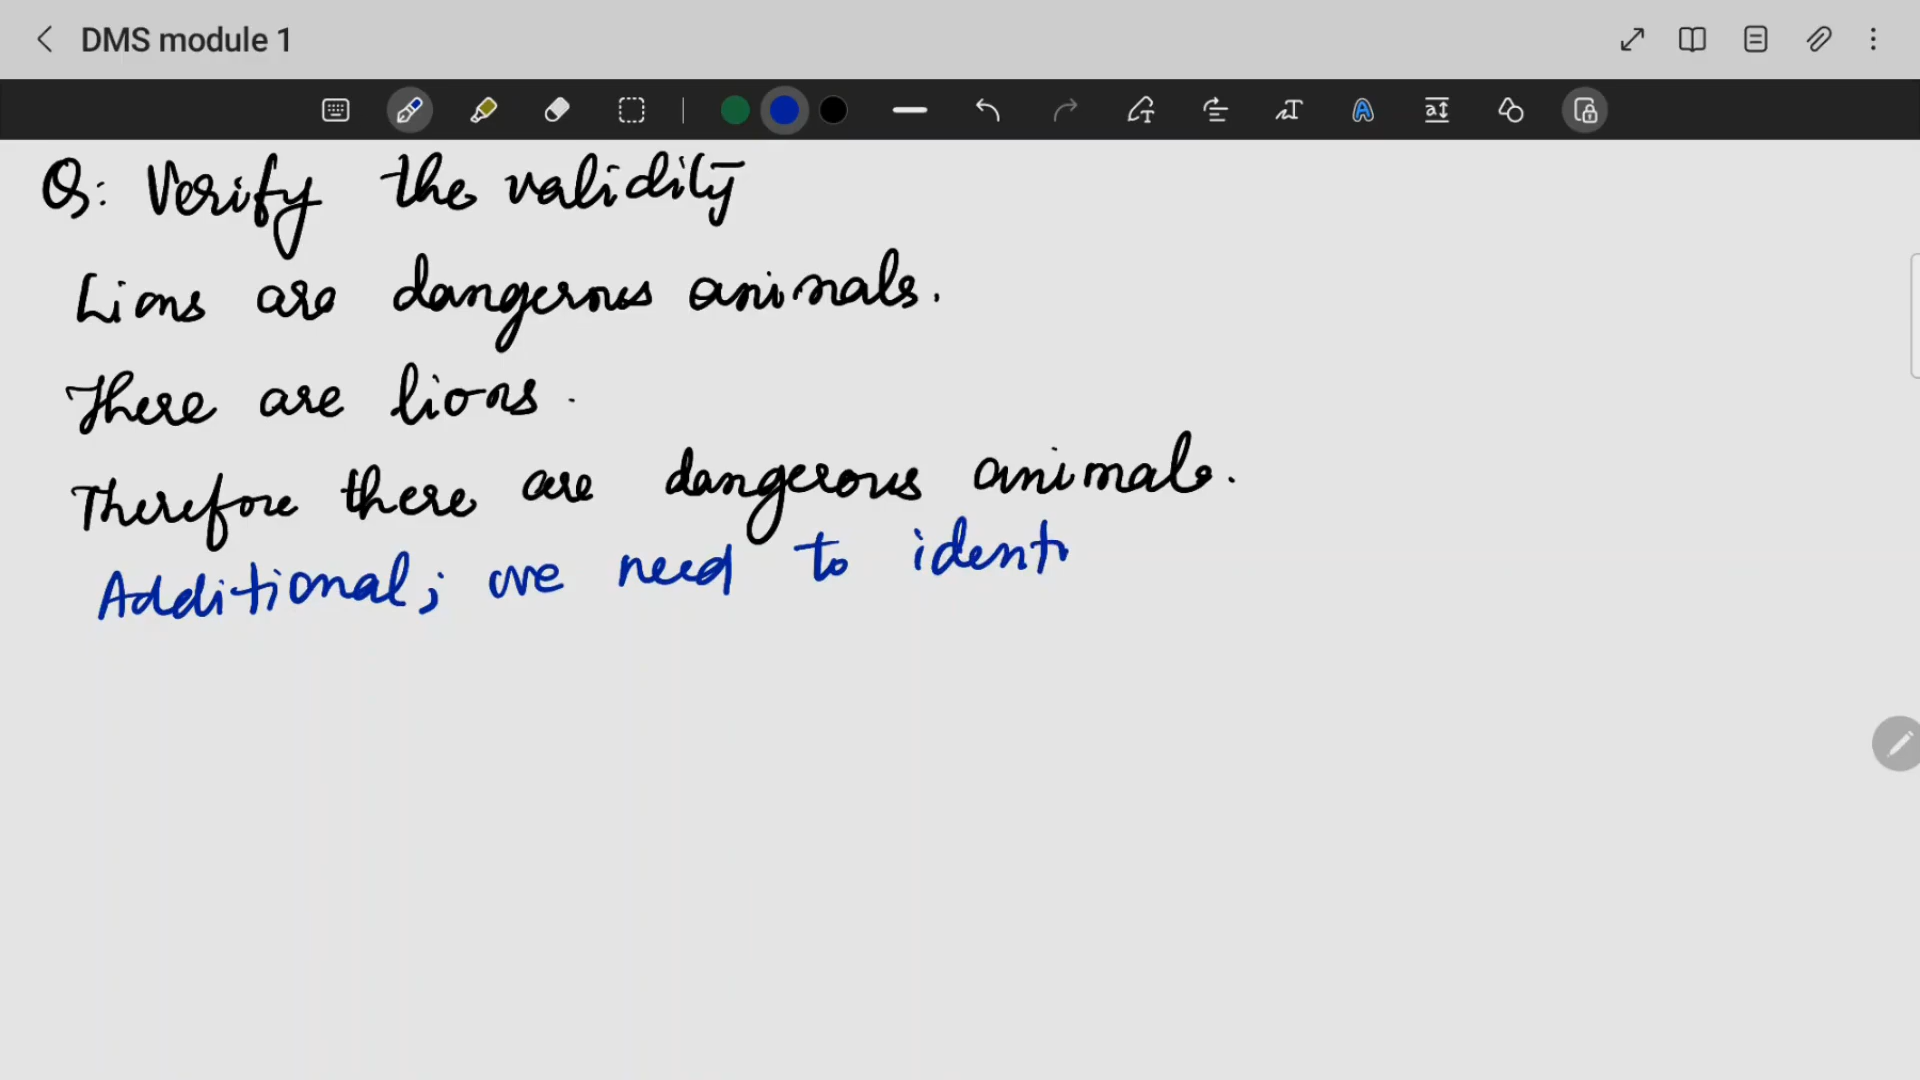 DMS module 1
Q: Verify the validity
Lions are dangerous animals.
There are lions.
Therefore there are dangerous animals.
Additional; we need to identi